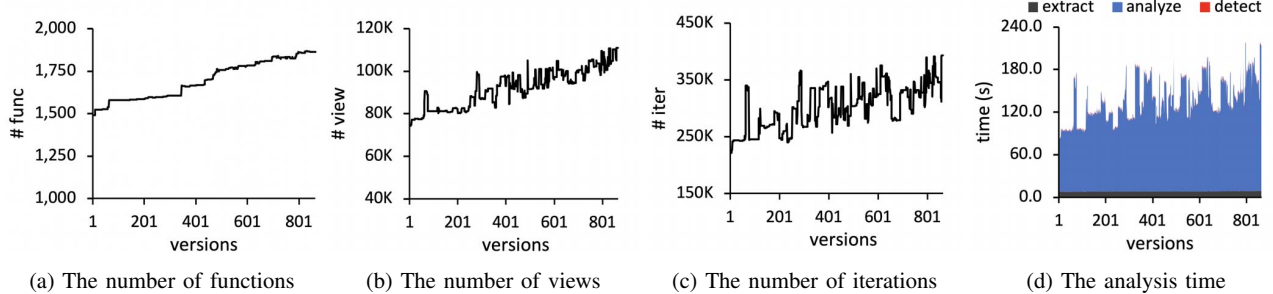 2,000
1,750
1,500
1,250
1,000
# func
1 201 401 601 801
versions
(a) The number of functions
120K
100K
80K
60K
40K
# view
1 201 401 601 801
versions
(b) The number of views
450K
350K
250K
150K
# iter
1 201 401 601 801
versions
(c) The number of iterations
extract analyze detect
240.0
180.0
120.0
60.0
0.0
time (s)
1 201 401 601 801
versions
(d) The analysis time